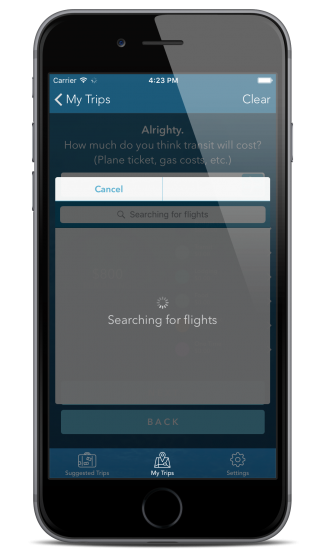 Carrier 4:23 PM
My Trips Clear
Alrighty.
How much do you think transit will cost?
(Plane ticket, gas costs, etc.)
Cancel
Searching for flights
Searching for flights
BACK
Suggested Trips My Trips Settings